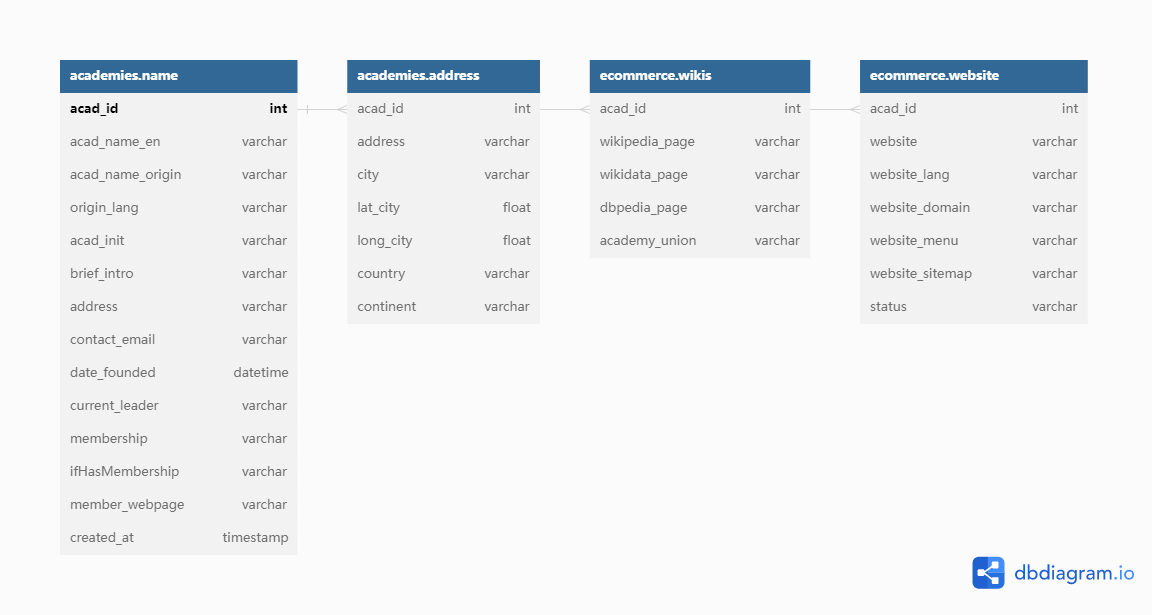 academies.name
acad_id int
acad_name_en varchar
acad_name_origin varchar
origin_lang varchar
acad_init varchar
brief_intro varchar
address varchar
contact_email varchar
date_founded datetime
current_leader varchar
membership varchar
ifHasMembership varchar
member_webpage varchar
created_at timestamp
academies.address
acad_id int
address varchar
city varchar
lat_city float
long_city float
country varchar
continent varchar
ecommerce.wikis
acad_id int
wikipedia_page varchar
wikidata_page varchar
dbpedia_page varchar
academy_union varchar
ecommerce.website
acad_id int
website varchar
website_lang varchar
website_domain varchar
website_menu varchar
website_sitemap varchar
status varchar
dbdiagram.io